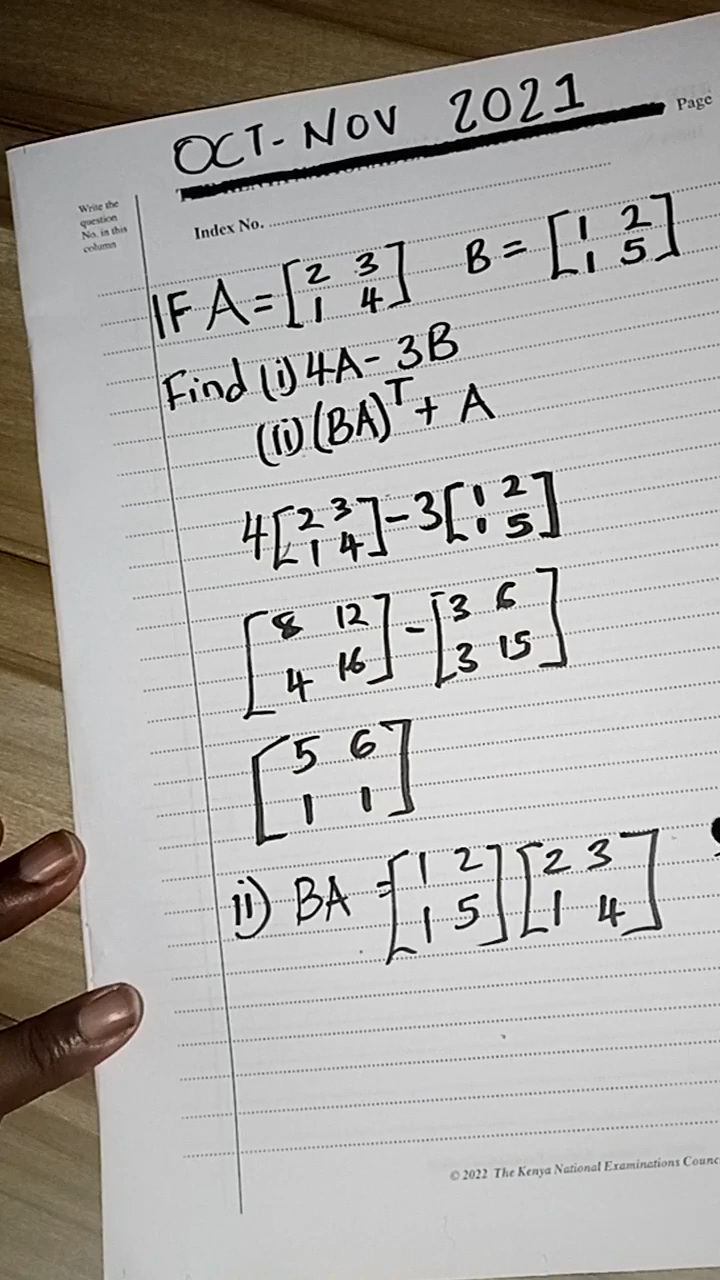 OCT-NOV 2021
Page
Write the
question
No. in this
column
Index No.
IF A = [2 3
1 4] B = [1 2
1 5]
Find (i) 4A - 3B
(ii) (BA)^T + A
4[2 3
1 4] - 3[1 2
1 5]
[8 12
4 16] - [3 6
3 15]
[5 6
1 1]
ii) BA = [1 2
1 5] [2 3
1 4]
© 2022 The Kenya National Examinations